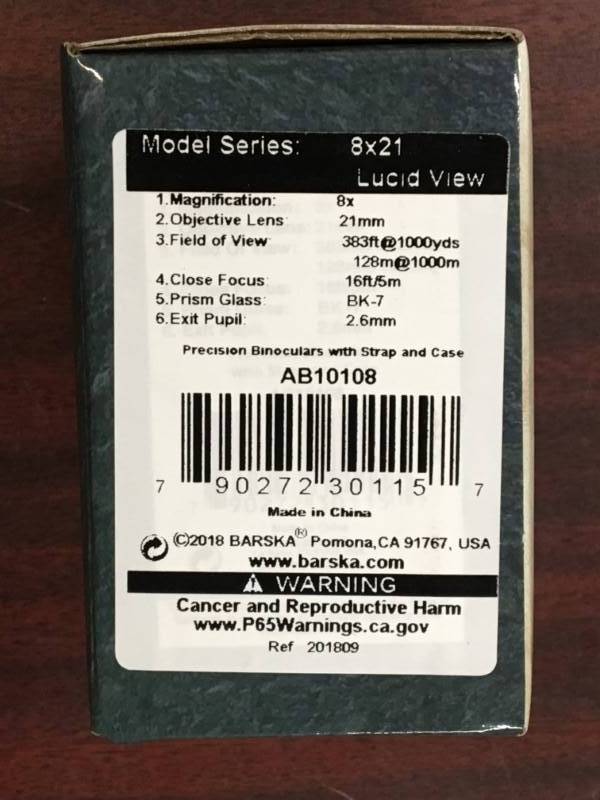 Model Series: 8x21
Lucid View
1.Magnification: 8x
2.Objective Lens 21mm
3.Field of View 383ft@1000yds
128m@1000m
4.Close Focus: 16ft/5m
5.Prism Glass: BK-7
6.Exit Pupil: 2.6mm
Precision Binoculars with Strap and Case
AB10108
7 90272 30115 7
Made in China
©2018 BARSKA® Pomona,CA 91767, USA
www.barska.com
WARNING
Cancer and Reproductive Harm
www.P65Warnings.ca.gov
Ref 201809